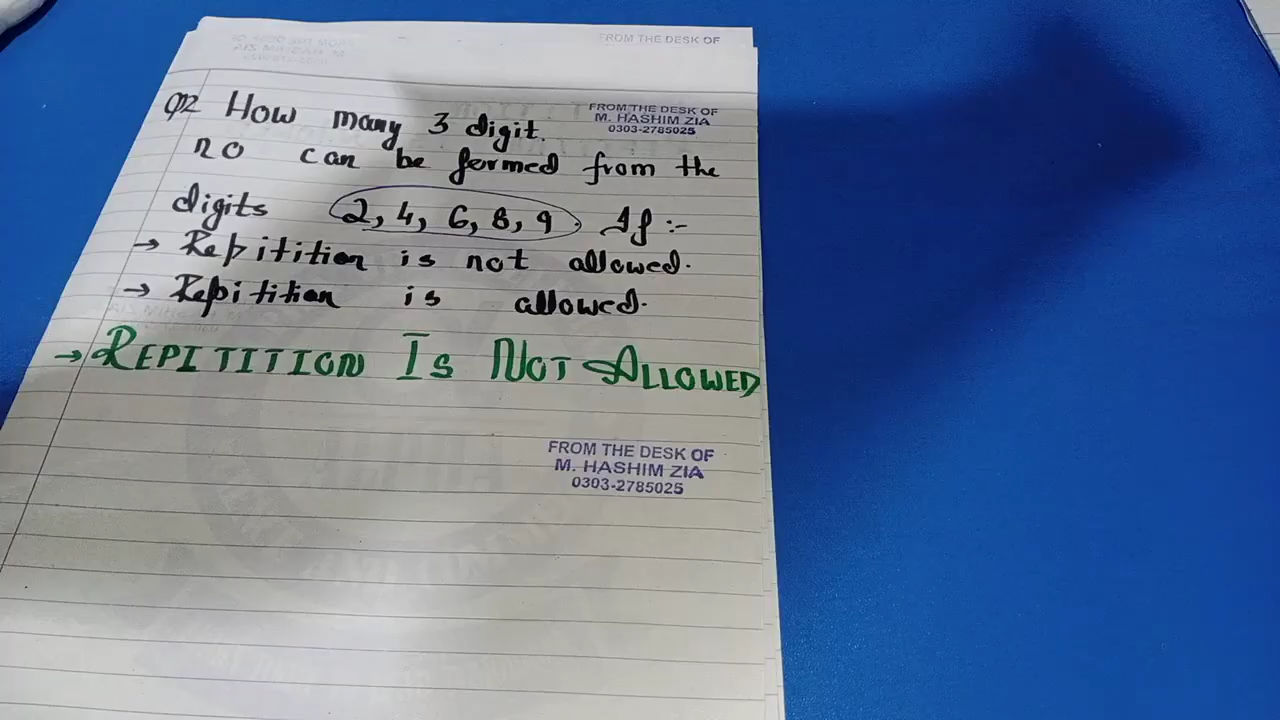 FROM THE DESK OF
Q2 How many 3 digit.
FROM THE DESK OF
M. HASHIM ZIA
0303-2785025
no can be formed from the
digits 2, 4, 6, 8, 9. If :-
→ Repitition is not allowed.
→ Repitition is allowed.
→ REPITITION IS NOT ALLOWED
FROM THE DESK OF
M. HASHIM ZIA
0303-2785025